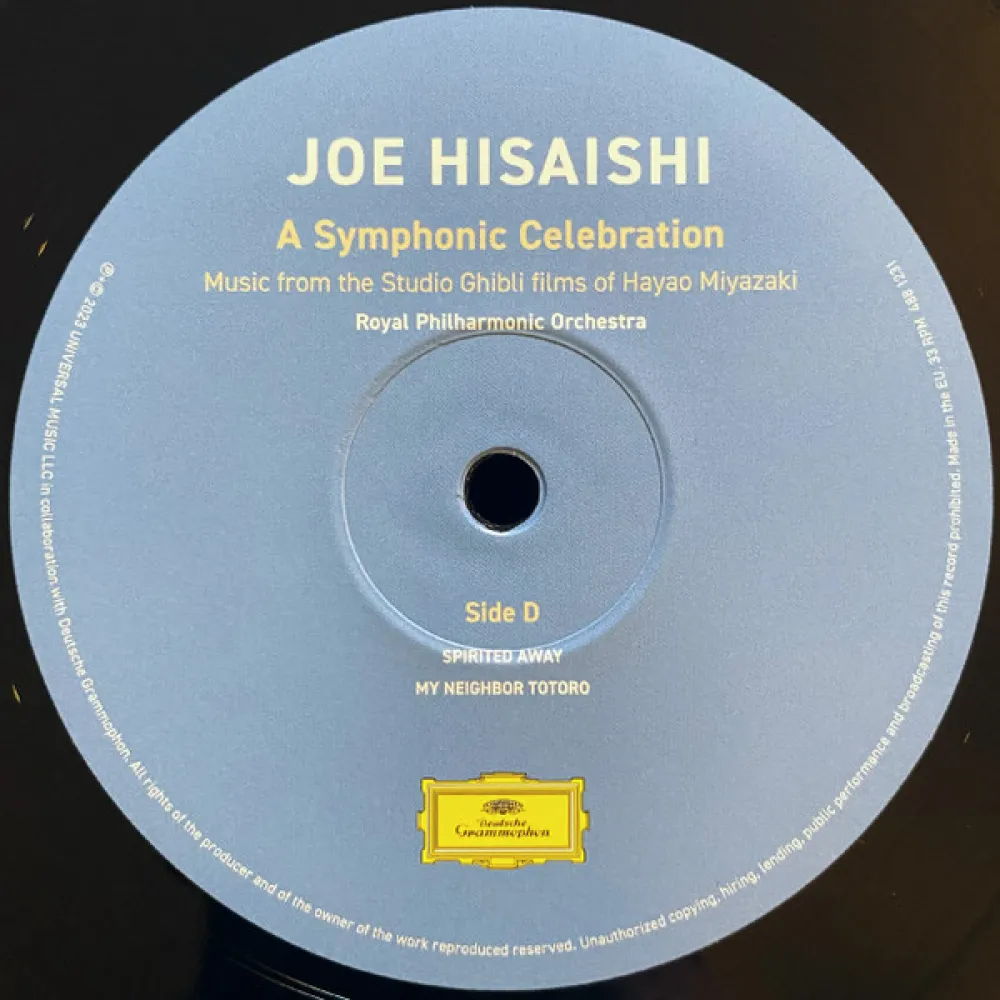 JOE HISAISHI
A Symphonic Celebration
Music from the Studio Ghibli films of Hayao Miyazaki
Royal Philharmonic Orchestra
Side D
SPIRITED AWAY
MY NEIGHBOR TOTORO
Deutsche
Grammophon
℗·© 2023 UNIVERSAL MUSIC LLC in collaboration with Deutsche Grammophon. All rights of the producer and of the owner of the work reproduced reserved. Unauthorized copying, hiring, lending, public performance and broadcasting of this record prohibited. Made in the EU. 33 RPM. 486 1231